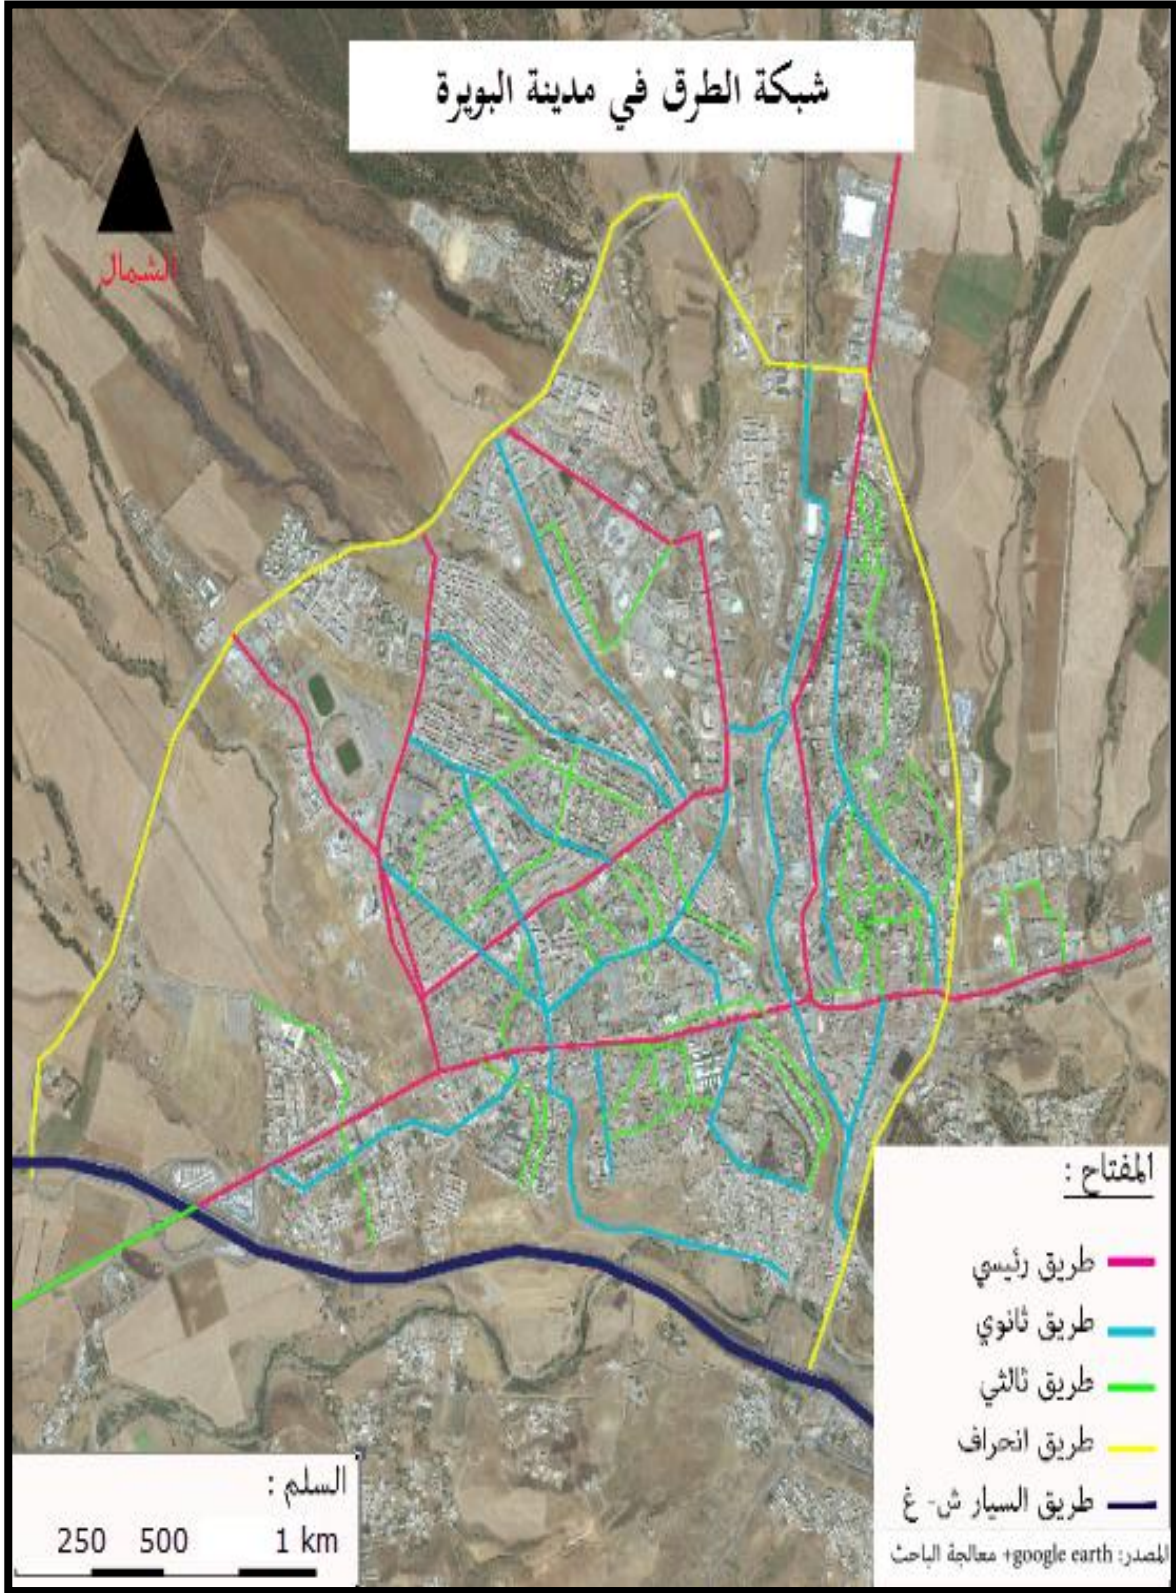 شبكة الطرق في مدينة البويرة
الشمال
المفتاح :
طريق رئيسي
طريق ثانوي
طريق ثالثي
طريق انحراف
طريق السيار ش- غ
المصدر: google earth+ معالجة الباحث
السلم :
250 500 1 km